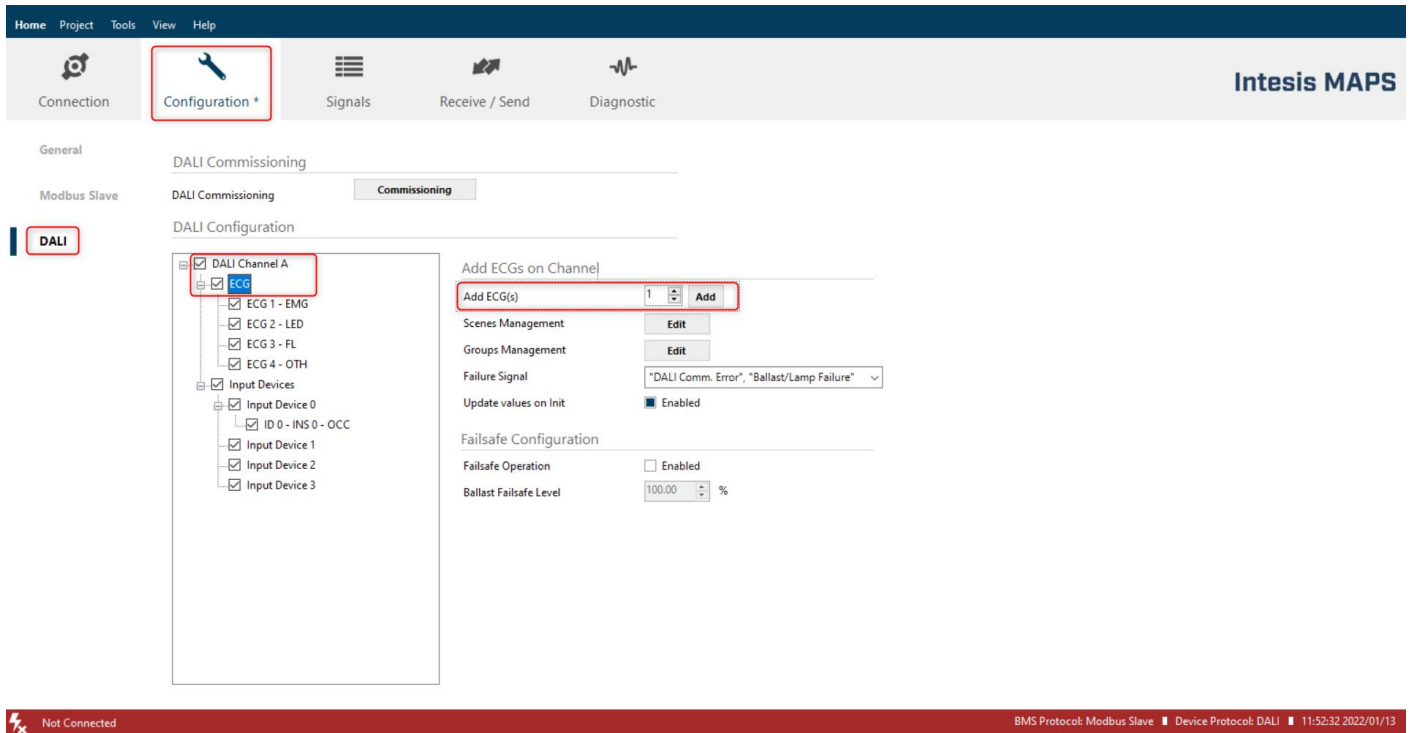 Home Project Tools View Help
Connection Configuration * Signals Receive / Send Diagnostic
Intesis MAPS
General
Modbus Slave
DALI
DALI Commissioning
DALI Commissioning Commissioning
DALI Configuration
DALI Channel A
ECG
ECG 1 - EMG
ECG 2 - LED
ECG 3 - FL
ECG 4 - OTH
Input Devices
Input Device 0
ID 0 - INS 0 - OCC
Input Device 1
Input Device 2
Input Device 3
Add ECGs on Channel
Add ECG(s) 1 Add
Scenes Management Edit
Groups Management Edit
Failure Signal "DALI Comm. Error", "Ballast/Lamp Failure"
Update values on Init Enabled
Failsafe Configuration
Failsafe Operation Enabled
Ballast Failsafe Level 100.00 %
Not Connected
BMS Protocol: Modbus Slave Device Protocol: DALI 11:52:32 2022/01/13